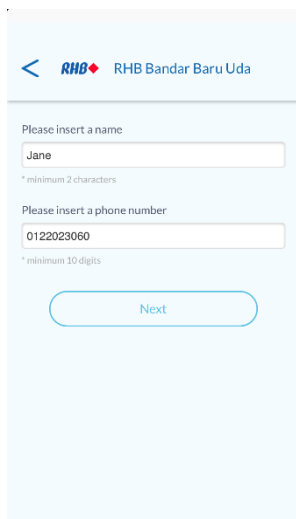 RHB RHB Bandar Baru Uda
Please insert a name
Jane
* minimum 2 characters
Please insert a phone number
0122023060
* minimum 10 digits
Next